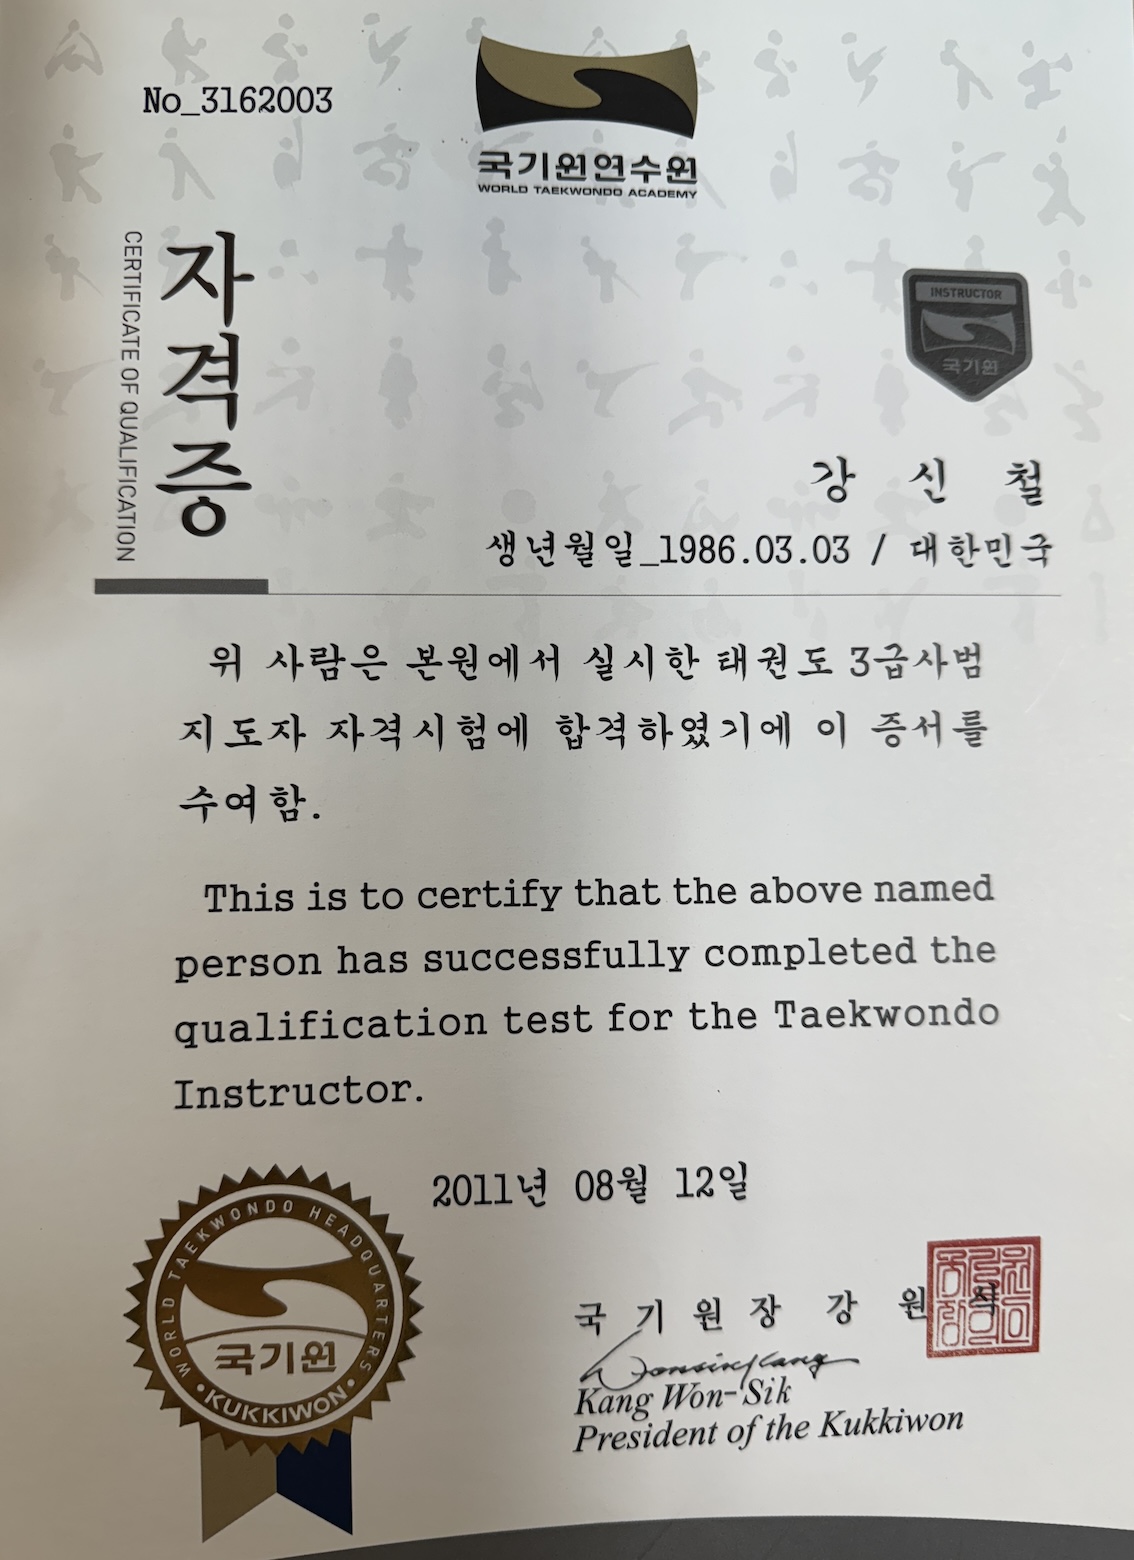 No_3162003
국기원연수원
WORLD TAEKWONDO ACADEMY
자격증
CERTIFICATE OF QUALIFICATION
INSTRUCTOR
국기원
강 신 철
생년월일_1986.03.03 / 대한민국
위 사람은 본원에서 실시한 태권도 3급사범
지도자 자격시험에 합격하였기에 이 증서를
수여함.
This is to certify that the above named
person has successfully completed the
qualification test for the Taekwondo
Instructor.
2011년 08월 12일
WORLD TAEKWONDO HEADQUARTERS
국기원
•KUKKIWON•
국 기 원 장 강 원 식
Kang Won-Sik
President of the Kukkiwon